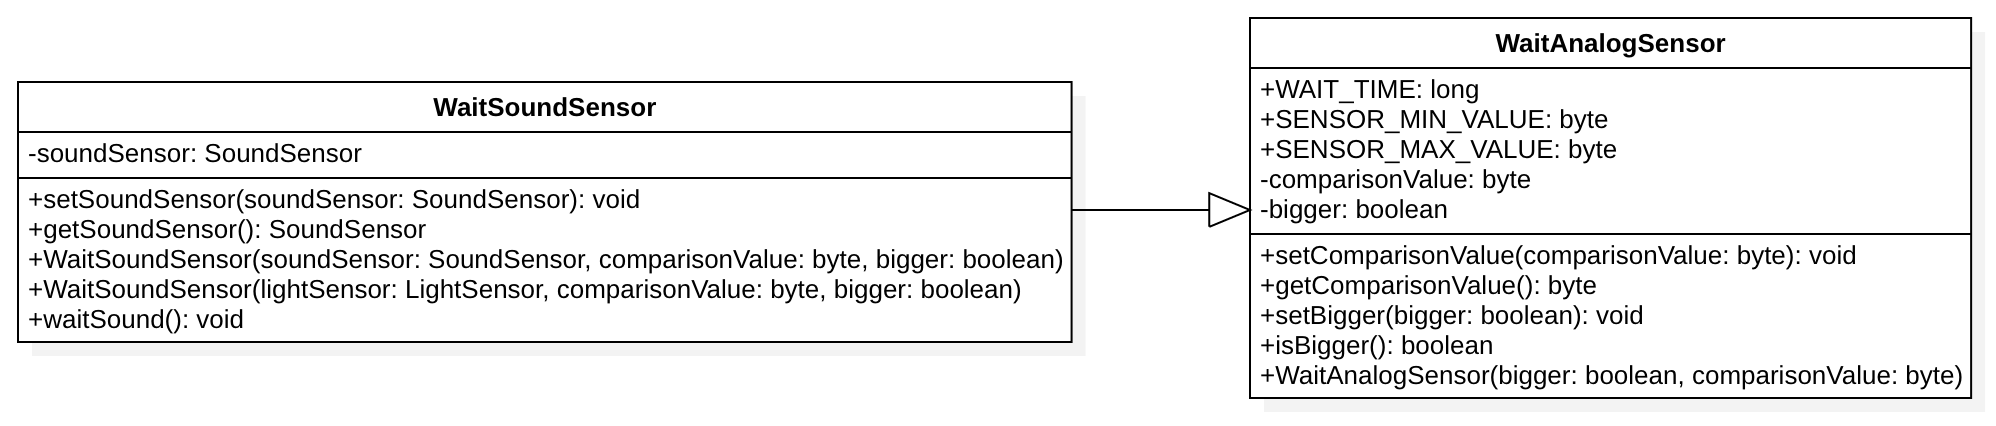 WaitSoundSensor
-soundSensor: SoundSensor
+setSoundSensor(soundSensor: SoundSensor): void
+getSoundSensor(): SoundSensor
+WaitSoundSensor(soundSensor: SoundSensor, comparisonValue: byte, bigger: boolean)
+WaitSoundSensor(lightSensor: LightSensor, comparisonValue: byte, bigger: boolean)
+waitSound(): void
WaitAnalogSensor
+WAIT_TIME: long
+SENSOR_MIN_VALUE: byte
+SENSOR_MAX_VALUE: byte
-comparisonValue: byte
-bigger: boolean
+setComparisonValue(comparisonValue: byte): void
+getComparisonValue(): byte
+setBigger(bigger: boolean): void
+isBigger(): boolean
+WaitAnalogSensor(bigger: boolean, comparisonValue: byte)